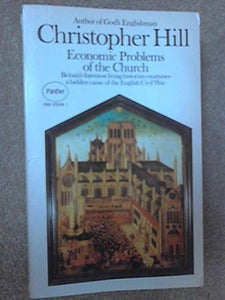 Author of God's Englishman
Christopher Hill
Economic Problems
of the Church
Britain's foremost living historian examines
a hidden cause of the English Civil War
Panther